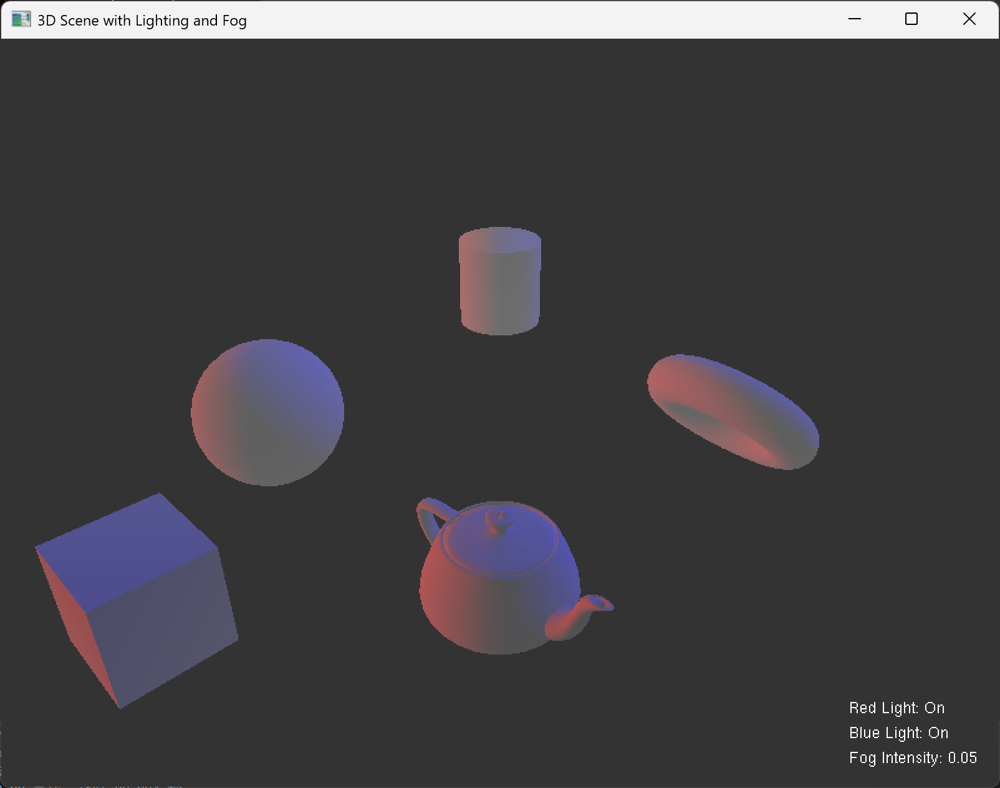 3D Scene with Lighting and Fog
Red Light: On
Blue Light: On
Fog Intensity: 0.05